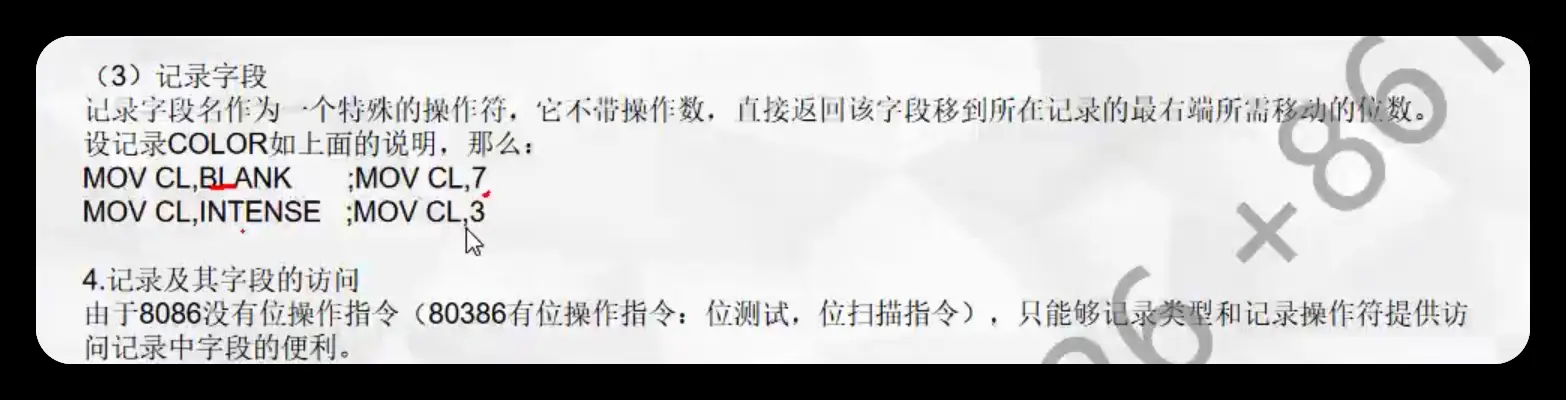 （3）记录字段
记录字段名作为一个特殊的操作符，它不带操作数，直接返回该字段移到所在记录的最右端所需移动的位数。
设记录COLOR如上面的说明，那么：
MOV CL,BLANK ;MOV CL,7
MOV CL,INTENSE ;MOV CL,3
4.记录及其字段的访问
由于8086没有位操作指令（80386有位操作指令：位测试，位扫描指令），只能够记录类型和记录操作符提供访
问记录中字段的便利。